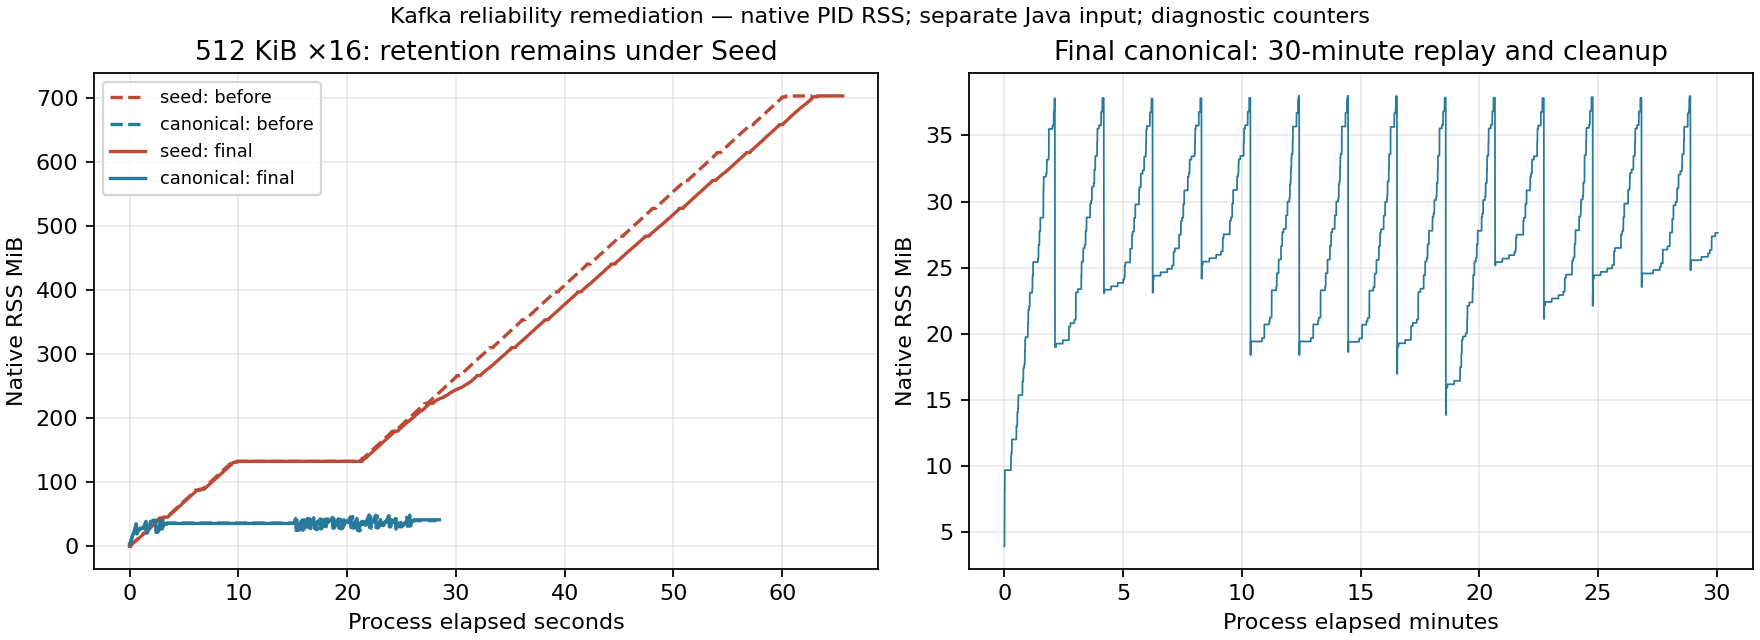 Kafka reliability remediation — native PID RSS; separate Java input; diagnostic counters
512 KiB ×16: retention remains under Seed
seed: before
canonical: before
seed: final
canonical: final
Native RSS MiB
700
600
500
400
300
200
100
0
0 10 20 30 40 50 60
Process elapsed seconds
Final canonical: 30-minute replay and cleanup
Native RSS MiB
35
30
25
20
15
10
5
0 5 10 15 20 25 30
Process elapsed minutes